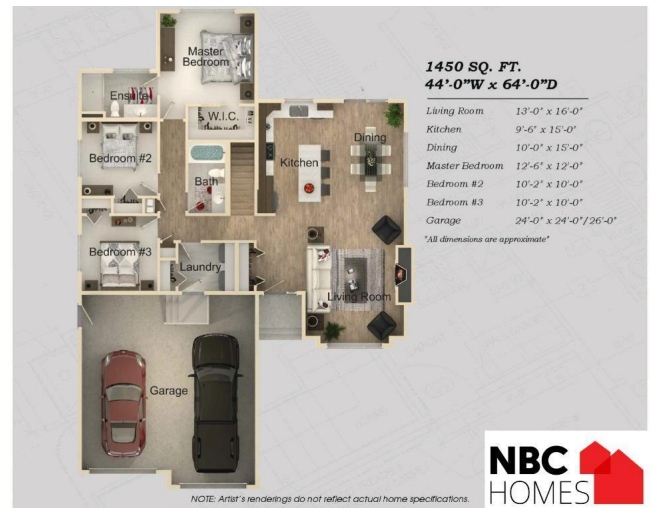 1450 SQ. FT.
44'-0"W x 64'-0"D
Living Room 13'-0" x 16'-0"
Kitchen 9'-6" x 15'-0"
Dining 10'-0" x 15'-0"
Master Bedroom 12'-6" x 12'-0"
Bedroom #2 10'-2" x 10'-0"
Bedroom #3 10'-2" x 10'-0"
Garage 24'-0" x 24'-0"/26'-0"
"All dimensions are approximate"
Master
Bedroom
Ensuite
W.I.C.
Dining
Bedroom #2
Kitchen
Bath
Bedroom #3
Laundry
Living Room
Garage
NOTE: Artist's renderings do not reflect actual home specifications.
NBC
HOMES